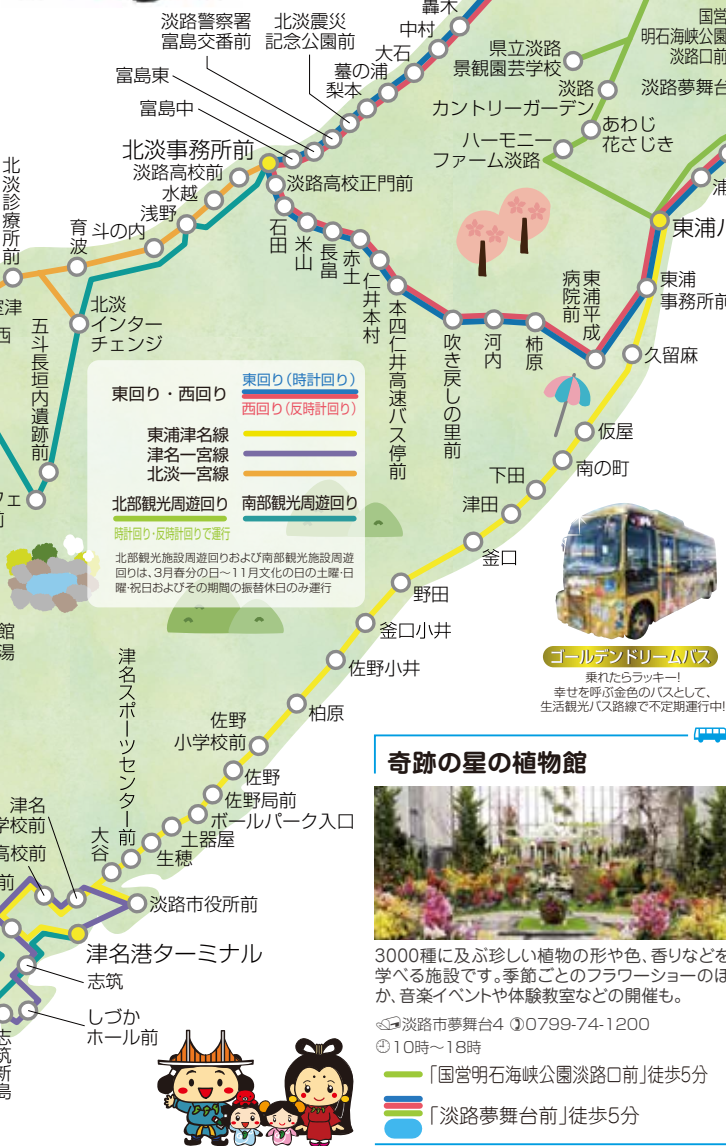 轟木
中村
大石
蟇の浦
梨本
北淡震災
記念公園前
淡路警察署
富島交番前
富島東
富島中
北淡事務所前
淡路高校前
水越
浅野
斗の内
育波
北淡診療所前
室津
西
北淡
インター
チェンジ
五斗長垣内遺跡前
フェ
前
淡路高校正門前
石田
米山
長畠
赤土
仁井本村
本四仁井高速バス停前
吹き戻しの里前
河内
柿原
東浦平成
病院前
県立淡路
景観園芸学校
淡路
カントリーガーデン
あわじ
花さじき
ハーモニー
ファーム淡路
国営
明石海峡公園
淡路口前
淡路夢舞台
浦
東浦バ
東浦
事務所前
久留麻
仮屋
南の町
下田
津田
釜口
野田
釜口小井
佐野小井
柏原
佐野
小学校前
佐野
佐野局前
ボールパーク入口
土器屋
生穂
津名スポーツセンター前
大谷
淡路市役所前
津名
学校前
高校前
前
津名港ターミナル
志筑
しづか
ホール前
志筑新島
館
湯
東回り・西回り
東回り(時計回り)
西回り(反時計回り)
東浦津名線
津名一宮線
北淡一宮線
北部観光周遊回り 南部観光周遊回り
時計回り・反時計回りで運行
北部観光施設周遊回りおよび南部観光施設周遊
回りは、3月春分の日〜11月文化の日の土曜・日
曜・祝日およびその期間の振替休日のみ運行
ゴールデンドリームバス
乗れたらラッキー!
幸せを呼ぶ金色のバスとして、
生活観光バス路線で不定期運行中!
奇跡の星の植物館
3000種に及ぶ珍しい植物の形や色、香りなどを
学べる施設です。季節ごとのフラワーショーのほ
か、音楽イベントや体験教室などの開催も。
淡路市夢舞台4 0799-74-1200
10時〜18時
「国営明石海峡公園淡路口前」徒歩5分
「淡路夢舞台前」徒歩5分